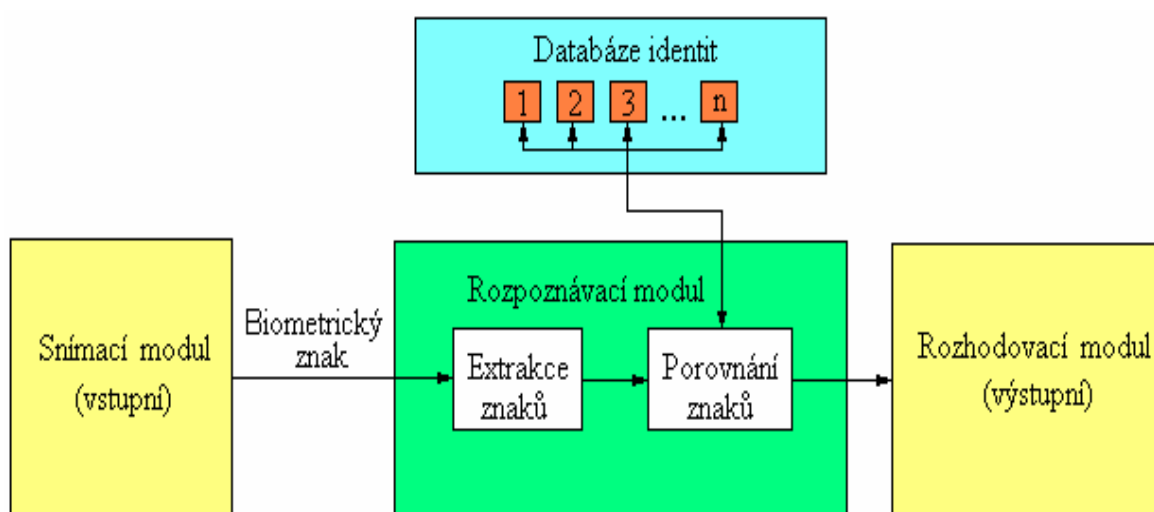 Databáze identit
1 2 3 ... n
Rozpoznávací modul
Biometrický
znak
Snímací modul
(vstupní)
Extrakce
znaků
Porovnání
znaků
Rozhodovací modul
(výstupní)